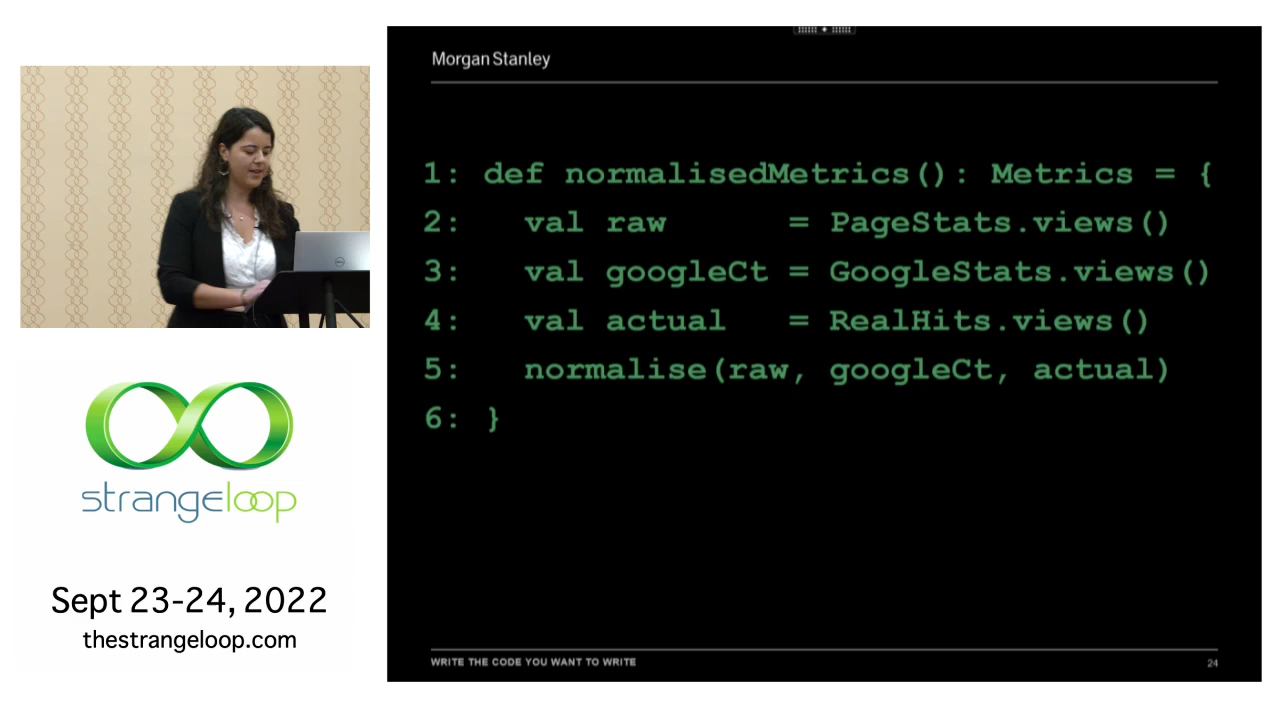 Morgan Stanley
1: def normalisedMetrics(): Metrics = {
2:   val raw      = PageStats.views()
3:   val googleCt = GoogleStats.views()
4:   val actual   = RealHits.views()
5:   normalise(raw, googleCt, actual)
6: }
WRITE THE CODE YOU WANT TO WRITE
24
strangeloop
Sept 23-24, 2022
thestrangeloop.com